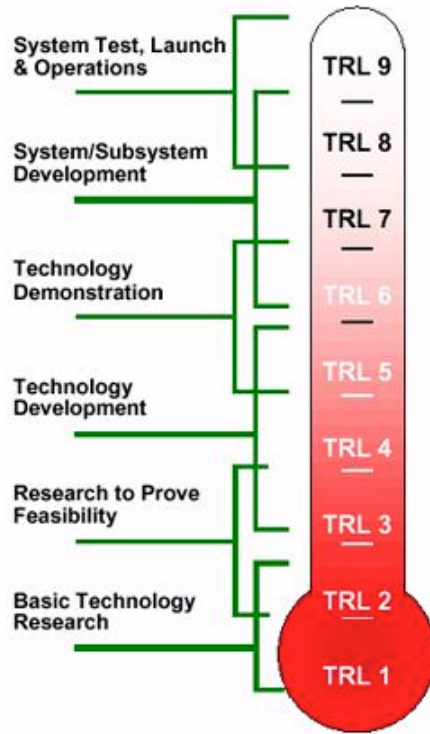 System Test, Launch
& Operations
TRL 9
System/Subsystem
Development
TRL 8
TRL 7
Technology
Demonstration
TRL 6
Technology
Development
TRL 5
TRL 4
Research to Prove
Feasibility
TRL 3
Basic Technology
Research
TRL 2
TRL 1